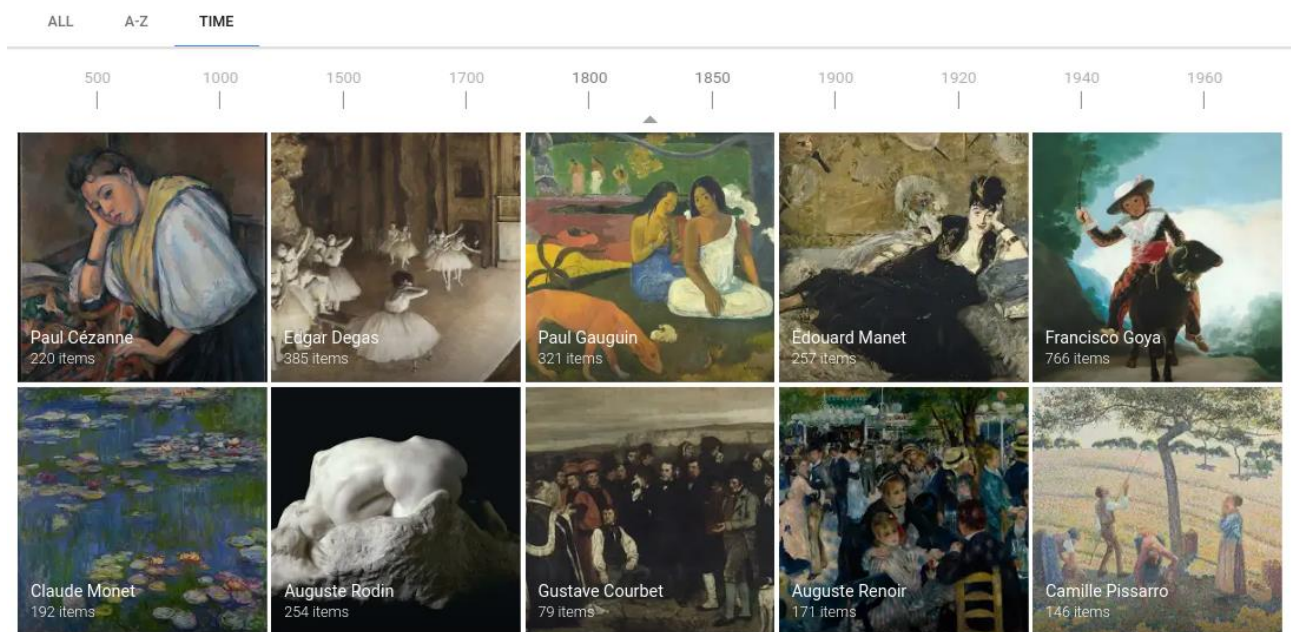 ALL A-Z TIME
500 1000 1500 1700 1800 1850 1900 1920 1940 1960
Paul Cézanne
220 items
Edgar Degas
385 items
Paul Gauguin
321 items
Édouard Manet
257 items
Francisco Goya
766 items
Claude Monet
192 items
Auguste Rodin
254 items
Gustave Courbet
79 items
Auguste Renoir
171 items
Camille Pissarro
146 items